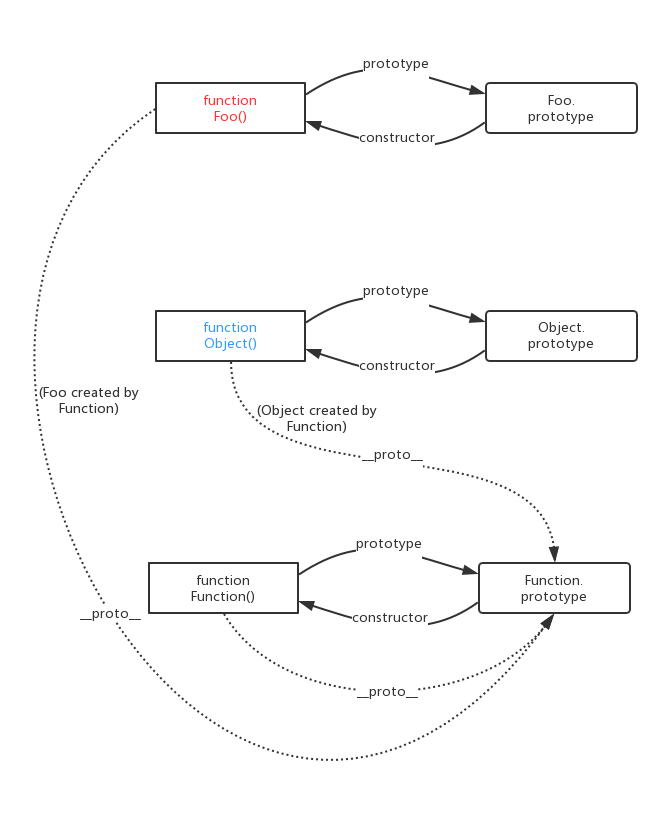 prototype
function
Foo()
Foo.
prototype
constructor
prototype
function
Object()
Object.
prototype
constructor
(Foo created by
Function)
(Object created by
Function)
__proto__
prototype
function
Function()
Function.
prototype
constructor
__proto__
__proto__